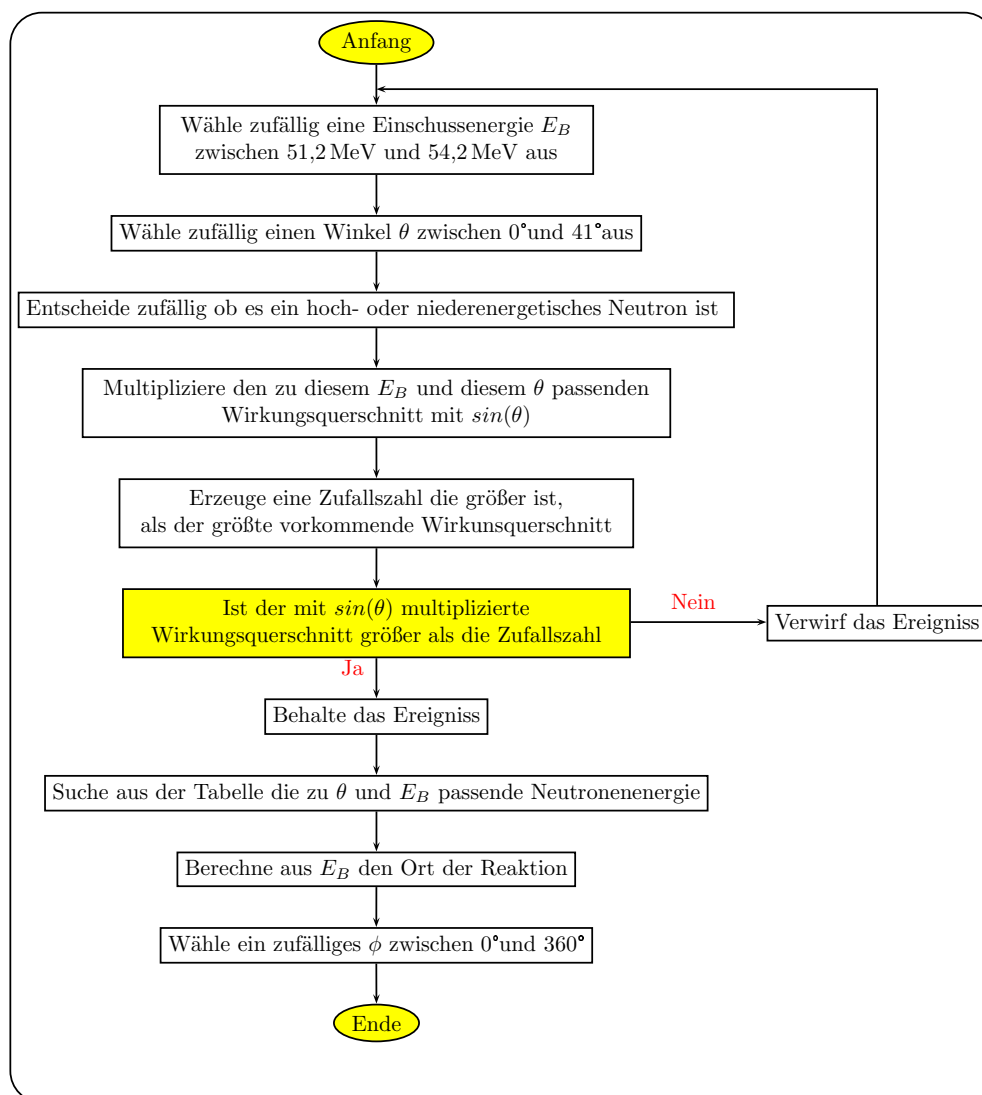 Anfang
Wähle zufällig eine Einschussenergie $E_B$
zwischen 51,2 MeV und 54,2 MeV aus
Wähle zufällig einen Winkel θ zwischen 0°und 41°aus
Entscheide zufällig ob es ein hoch- oder niederenergetisches Neutron ist
Multipliziere den zu diesem $E_B$ und diesem θ passenden
Wirkungsquerschnitt mit sin(θ)
Erzeuge eine Zufallszahl die größer ist,
als der größte vorkommende Wirkunsquerschnitt
Ist der mit sin(θ) multiplizierte
Wirkungsquerschnitt größer als die Zufallszahl
Nein
Verwirf das Ereigniss
Ja
Behalte das Ereigniss
Suche aus der Tabelle die zu θ und $E_B$ passende Neutronenenergie
Berechne aus $E_B$ den Ort der Reaktion
Wähle ein zufälliges ϕ zwischen 0°und 360°
Ende